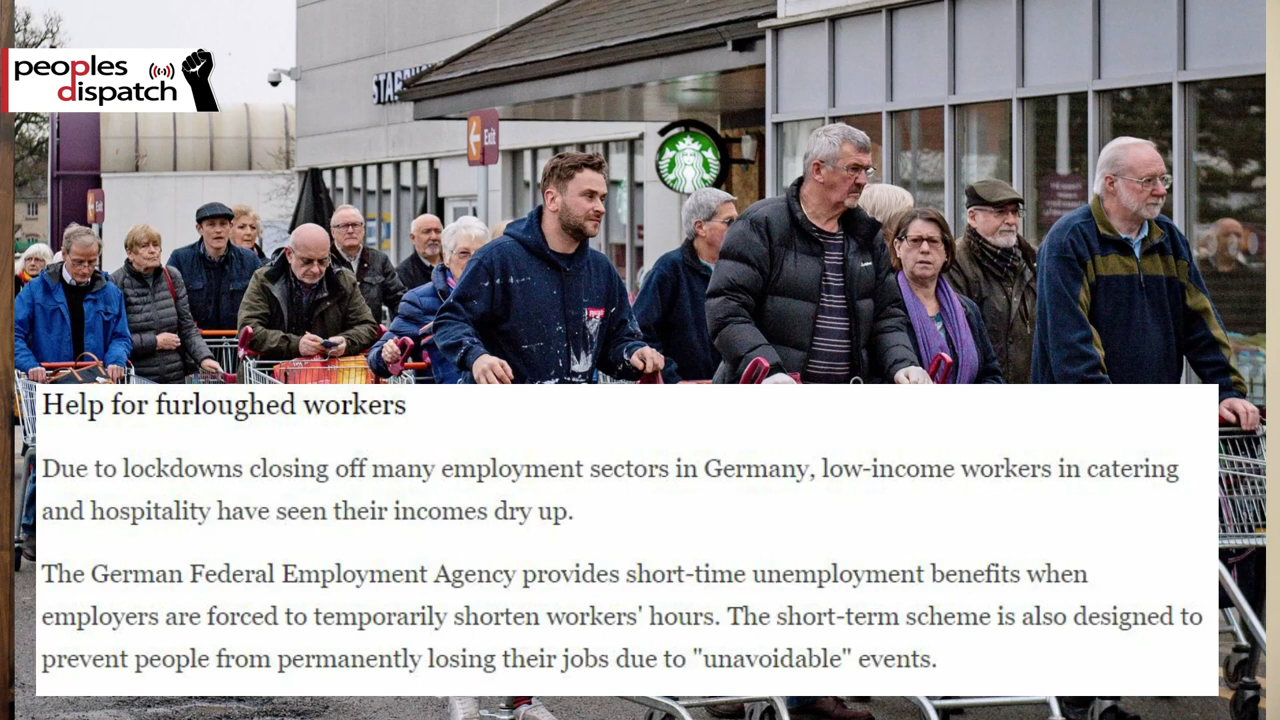 peoples
dispatch
Exit
Help for furloughed workers
Due to lockdowns closing off many employment sectors in Germany, low-income workers in catering
and hospitality have seen their incomes dry up.
The German Federal Employment Agency provides short-time unemployment benefits when
employers are forced to temporarily shorten workers' hours. The short-term scheme is also designed to
prevent people from permanently losing their jobs due to "unavoidable" events.